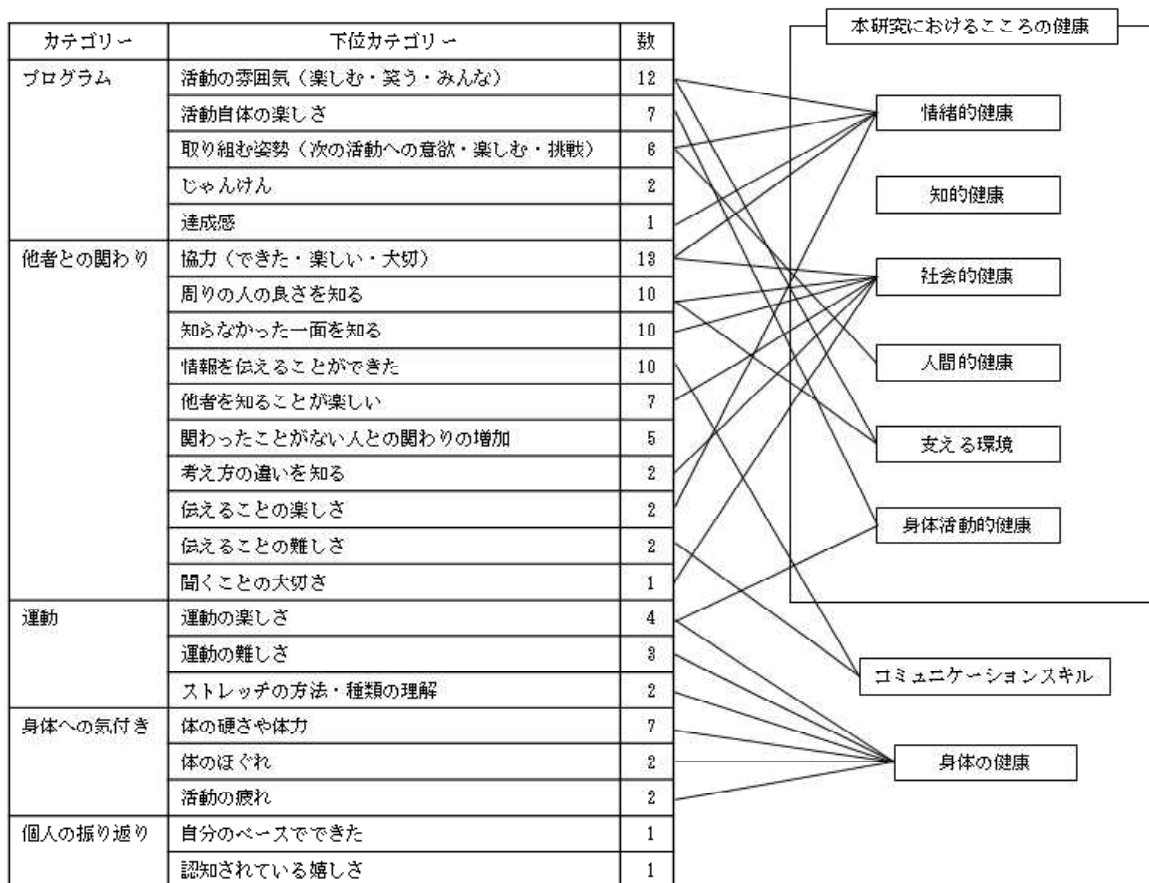 本研究におけるこころの健康
カテゴリー 下位カテゴリー 数
プログラム 活動の雰囲気（楽しむ・笑う・みんな） 12
活動自体の楽しさ 7
取り組む姿勢（次の活動への意欲・楽しむ・挑戦） 6
じゃんけん 2
達成感 1
他者との関わり 協力（できた・楽しい・大切） 13
周りの人の良さを知る 10
知らなかった一面を知る 10
情報を伝えることができた 10
他者を知ることが楽しい 7
関わったことがない人との関わりの増加 5
考え方の違いを知る 2
伝えることの楽しさ 2
伝えることの難しさ 2
聞くことの大切さ 1
運動 運動の楽しさ 4
運動の難しさ 3
ストレッチの方法・種類の理解 2
身体への気付き 体の硬さや体力 7
体のほぐれ 2
活動の疲れ 2
個人の振り返り 自分のペースでできた 1
認知されている嬉しさ 1
情緒的健康
知的健康
社会的健康
人間的健康
支える環境
身体活動的健康
コミュニケーションスキル
身体の健康